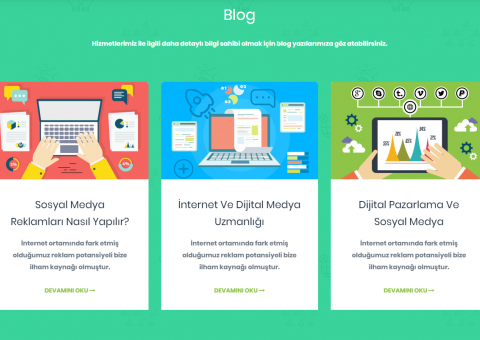 Blog
Hizmetlerimiz ile ilgili daha detaylı bilgi sahibi olmak için blog yazılarımıza göz atabilirsiniz.
Sosyal Medya
Reklamları Nasıl Yapılır?
İnternet ortamında fark etmiş
olduğumuz reklam potansiyeli bize
ilham kaynağı olmuştur.
DEVAMINI OKU
İnternet Ve Dijital Medya
Uzmanlığı
İnternet ortamında fark etmiş
olduğumuz reklam potansiyeli bize
ilham kaynağı olmuştur.
DEVAMINI OKU
Dijital Pazarlama Ve
Sosyal Medya
İnternet ortamında fark etmiş
olduğumuz reklam potansiyeli bize
ilham kaynağı olmuştur.
DEVAMINI OKU